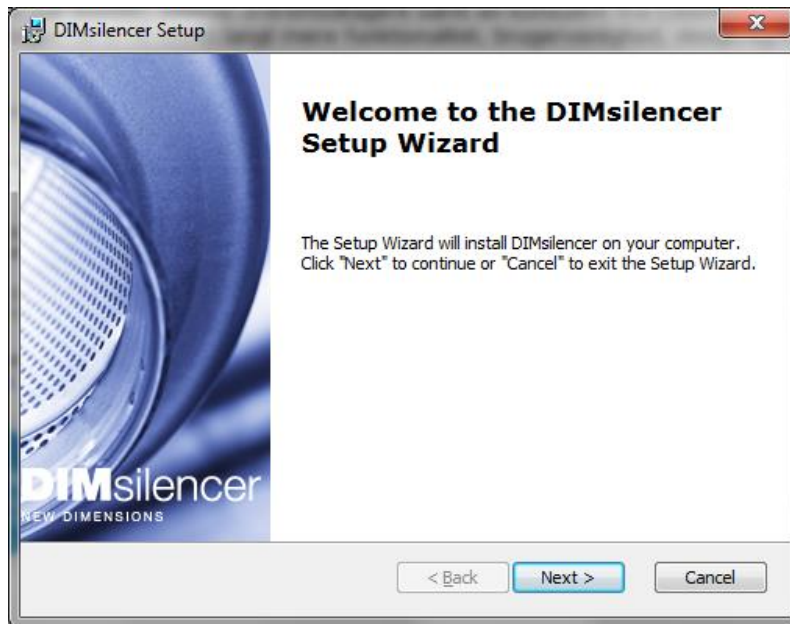 DIMsilencer Setup
Welcome to the DIMsilencer
Setup Wizard
The Setup Wizard will install DIMsilencer on your computer.
Click "Next" to continue or "Cancel" to exit the Setup Wizard.
DIMsilencer
NEW DIMENSIONS
< Back
Next >
Cancel